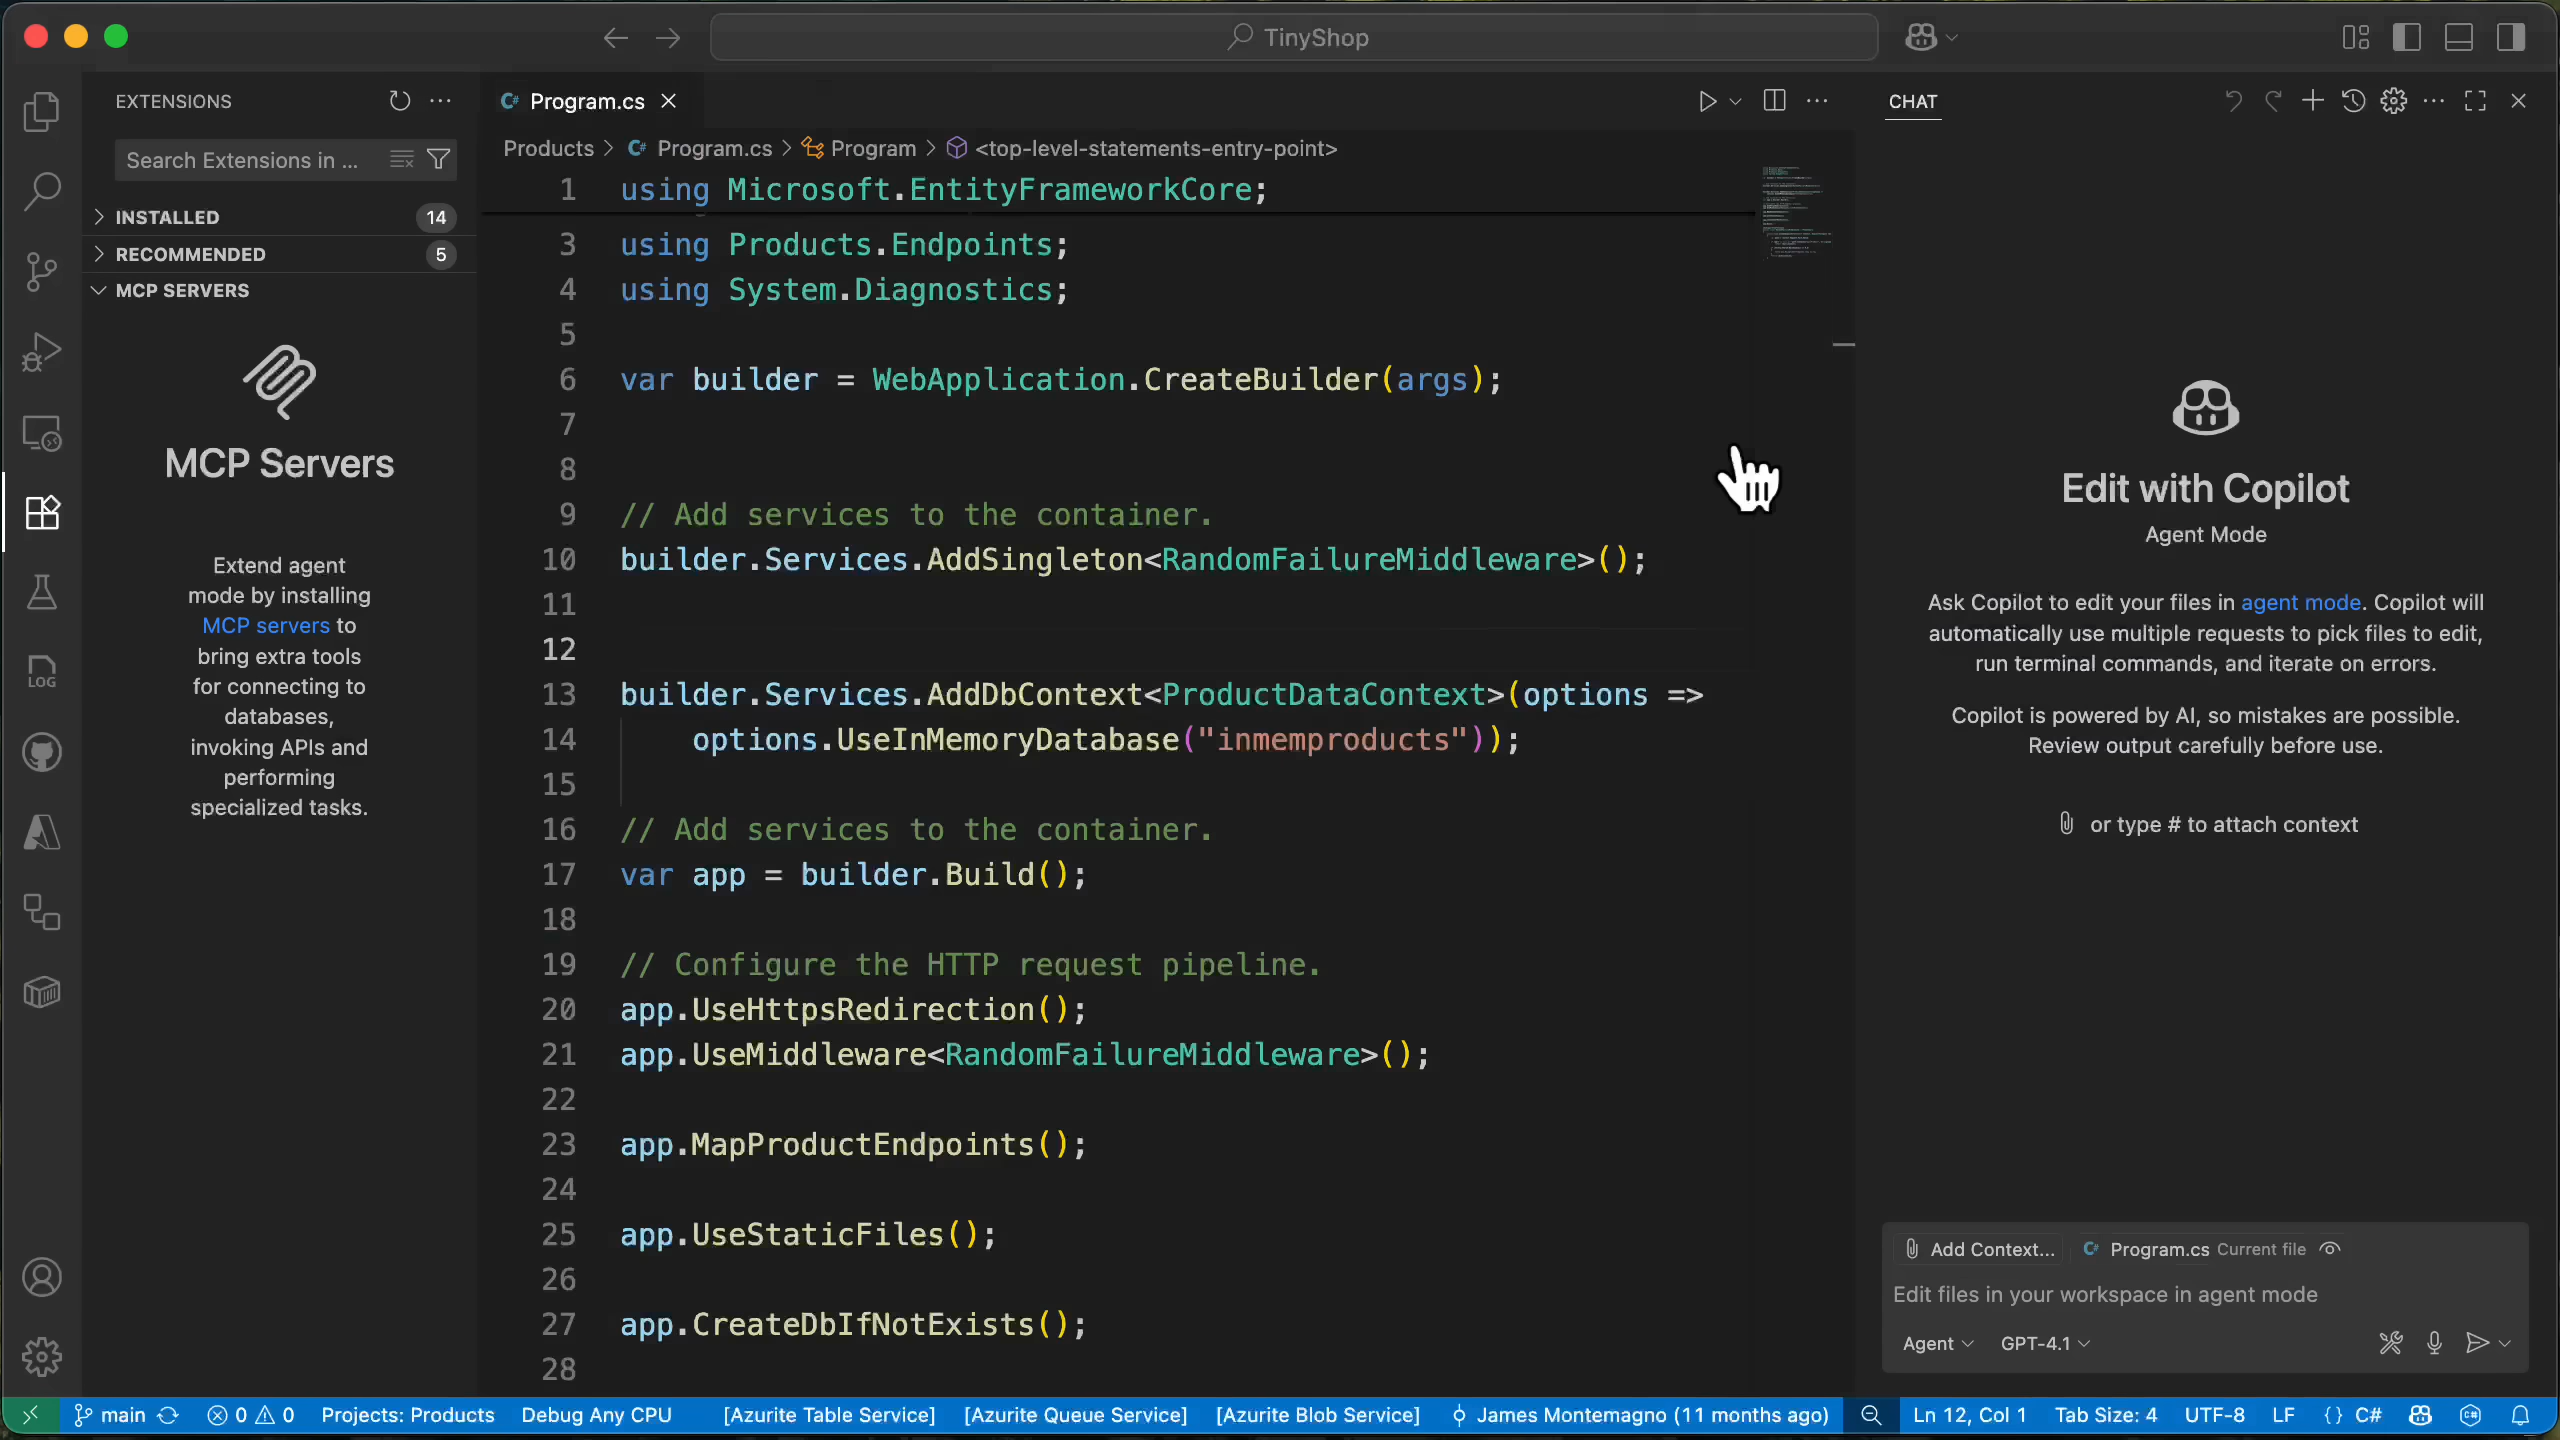 TinyShop
EXTENSIONS
Search Extensions in ...
INSTALLED 14
RECOMMENDED 5
MCP SERVERS
MCP Servers
Extend agent
mode by installing
MCP servers to
bring extra tools
for connecting to
databases,
invoking APIs and
performing
specialized tasks.
LOG
Program.cs
Products > Program.cs > Program > <top-level-statements-entry-point>
1 using Microsoft.EntityFrameworkCore;
3 using Products.Endpoints;
4 using System.Diagnostics;
5
6 var builder = WebApplication.CreateBuilder(args);
7
8
9 // Add services to the container.
10 builder.Services.AddSingleton<RandomFailureMiddleware>();
11
12
13 builder.Services.AddDbContext<ProductDataContext>(options =>
14 options.UseInMemoryDatabase("inmemproducts"));
15
16 // Add services to the container.
17 var app = builder.Build();
18
19 // Configure the HTTP request pipeline.
20 app.UseHttpsRedirection();
21 app.UseMiddleware<RandomFailureMiddleware>();
22
23 app.MapProductEndpoints();
24
25 app.UseStaticFiles();
26
27 app.CreateDbIfNotExists();
28
CHAT
Edit with Copilot
Agent Mode
Ask Copilot to edit your files in agent mode. Copilot will
automatically use multiple requests to pick files to edit,
run terminal commands, and iterate on errors.
Copilot is powered by AI, so mistakes are possible.
Review output carefully before use.
or type # to attach context
Add Context... Program.cs Current file
Edit files in your workspace in agent mode
Agent GPT-4.1
main 0 0 Projects: Products Debug Any CPU [Azurite Table Service] [Azurite Queue Service] [Azurite Blob Service] James Montemagno (11 months ago) Ln 12, Col 1 Tab Size: 4 UTF-8 LF {} C#